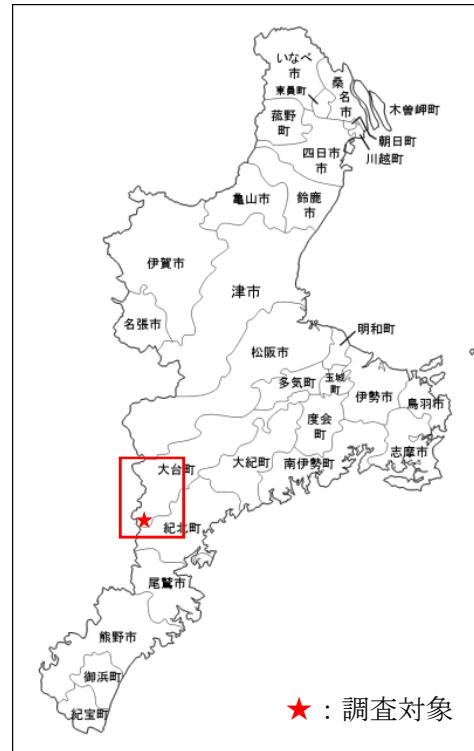 いなべ
市
桑
名
市
東員町
木曽岬町
菰野
町
朝日町
川越町
四日市
市
亀山市
鈴鹿
市
伊賀市
津市
名張市
明和町
松阪市
多気町
玉城
町
伊勢市
鳥羽市
度会
町
志摩市
大台町
大紀町
南伊勢町
紀北町
尾鷲市
熊野市
御浜町
紀宝町
★：調査対象